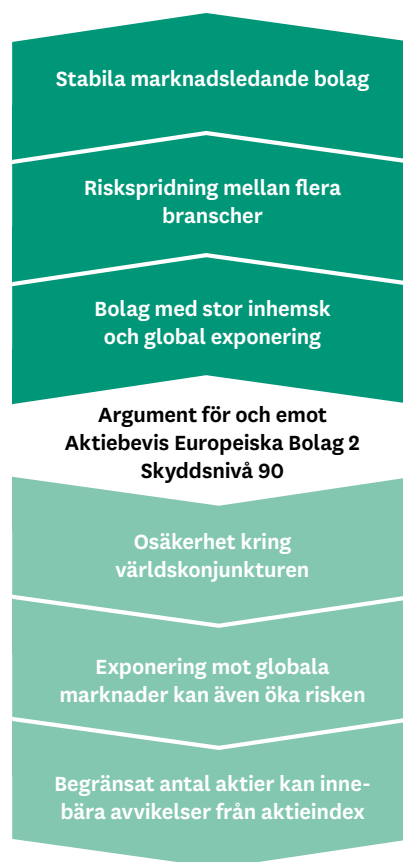 Stabila marknadsledande bolag
Riskspridning mellan flera
branscher
Bolag med stor inhemsk
och global exponering
Argument för och emot
Aktiebevis Europeiska Bolag 2
Skyddsnivå 90
Osäkerhet kring
världskonjunkturen
Exponering mot globala
marknader kan även öka risken
Begränsat antal aktier kan inne-
bära avvikelser från aktieindex